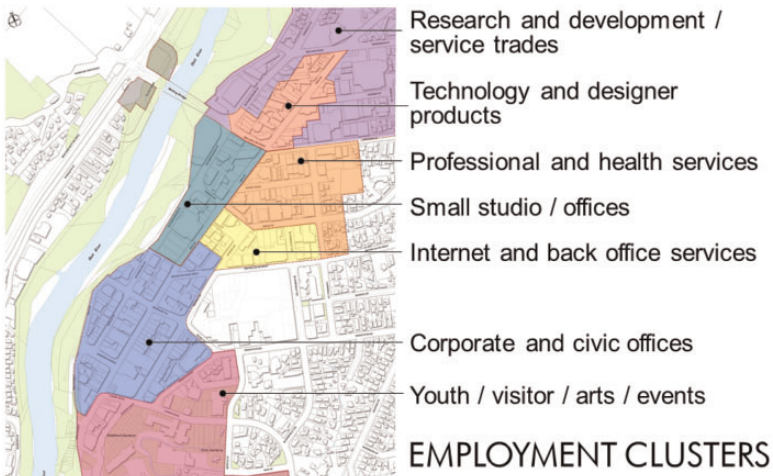 Research and development /
service trades
Technology and designer
products
Professional and health services
Small studio / offices
Internet and back office services
Corporate and civic offices
Youth / visitor / arts / events
EMPLOYMENT CLUSTERS